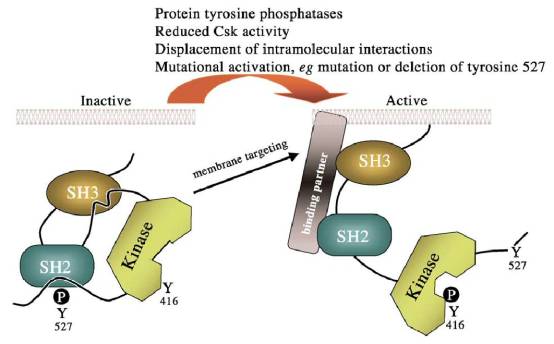 Protein tyrosine phosphatases
Reduced Csk activity
Displacement of intramolecular interactions
Mutational activation, eg mutation or deletion of tyrosine 527
Inactive
Active
membrane targeting
binding partner
SH3
SH3
SH2
SH2
Kinase
Kinase
Y
416
P
Y
527
Y
527
P
Y
416